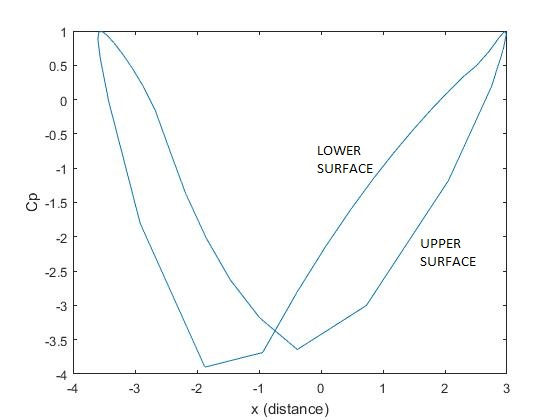 1
0.5
0
-0.5
-1
-1.5
-2
-2.5
-3
-3.5
-4
Cp
LOWER
SURFACE
UPPER
SURFACE
-4 -3 -2 -1 0 1 2 3
x (distance)